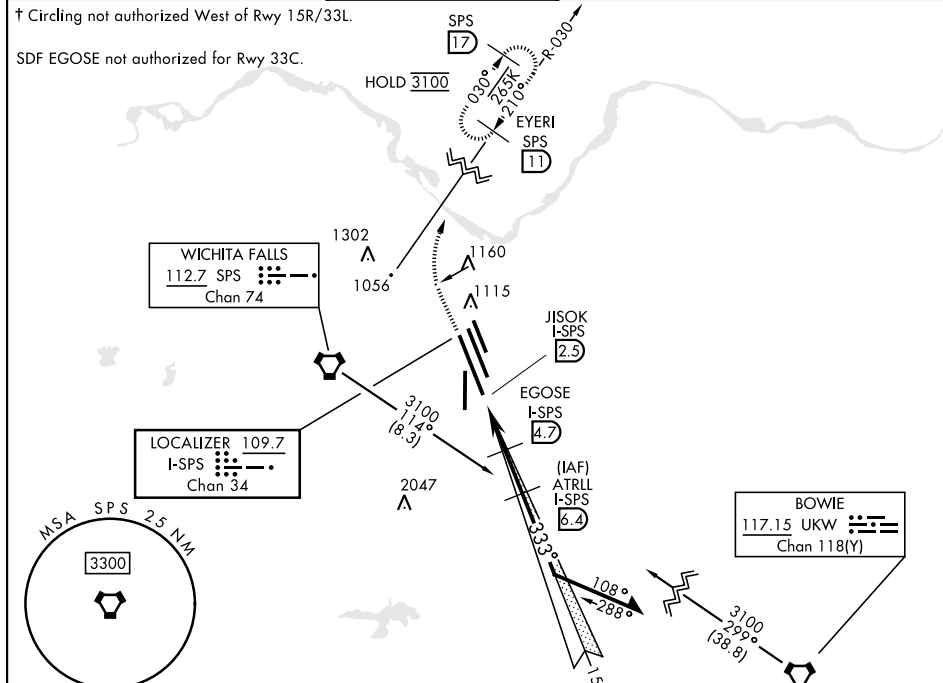 † Circling not authorized West of Rwy 15R/33L.
SDF EGOSE not authorized for Rwy 33C.
SPS
17
R-030
HOLD 3100
030°
265K
210°
EYERI
SPS
11
1302
1056
1160
1115
WICHITA FALLS
112.7 SPS
Chan 74
JISOK
I-SPS
2.5
3100
114°
(8.3)
EGOSE
I-SPS
4.7
LOCALIZER 109.7
I-SPS
Chan 34
(IAF)
ATRLL
I-SPS
6.4
2047
333°
BOWIE
117.15 UKW
Chan 118(Y)
MSA SPS 25 NM
3300
108°
288°
3100
299°
(38.8)